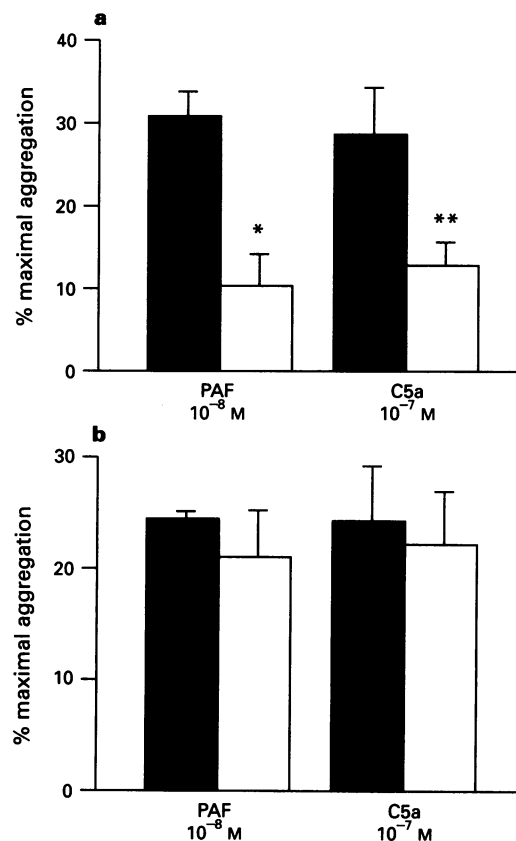 a
% maximal aggregation
40
30
20
10
0
*
**
PAF
10⁻⁸ M
C5a
10⁻⁷ M
b
% maximal aggregation
30
20
10
0
PAF
10⁻⁸ M
C5a
10⁻⁷ M